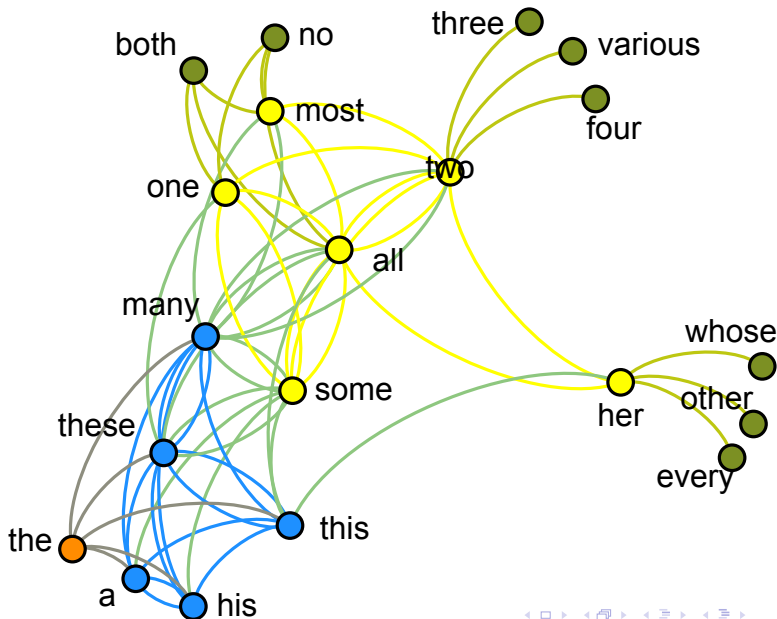 no
three
both
various
most
four
two
one
all
many
whose
some
other
her
these
every
this
the
a
his